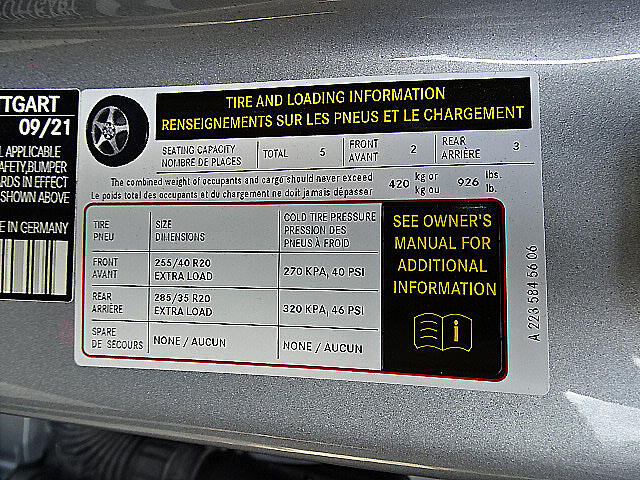 TTGART
09/21
L APPLICABLE
AFETY, BUMPER
ARDS IN EFFECT
SHOWN ABOVE
E IN GERMANY
TIRE AND LOADING INFORMATION
RENSEIGNEMENTS SUR LES PNEUS ET LE CHARGEMENT
SEATING CAPACITY
NOMBRE DE PLACES
TOTAL 5
FRONT
AVANT 2
REAR
ARRIÈRE 3
The combined weight of occupants and cargo should never exceed 420 kg or 926 lbs.
Le poids total des occupants et du chargement ne doit jamais dépasser kg ou lb.
TIRE
PNEU
SIZE
DIMENSIONS
COLD TIRE PRESSURE
PRESSION DES
PNEUS À FROID
FRONT
AVANT
255/40 R20
EXTRA LOAD
270 KPA, 40 PSI
REAR
ARRIÈRE
285/35 R20
EXTRA LOAD
320 KPA, 46 PSI
SPARE
DE SECOURS
NONE / AUCUN
NONE / AUCUN
SEE OWNER'S
MANUAL FOR
ADDITIONAL
INFORMATION
i
A 223 584 56 06